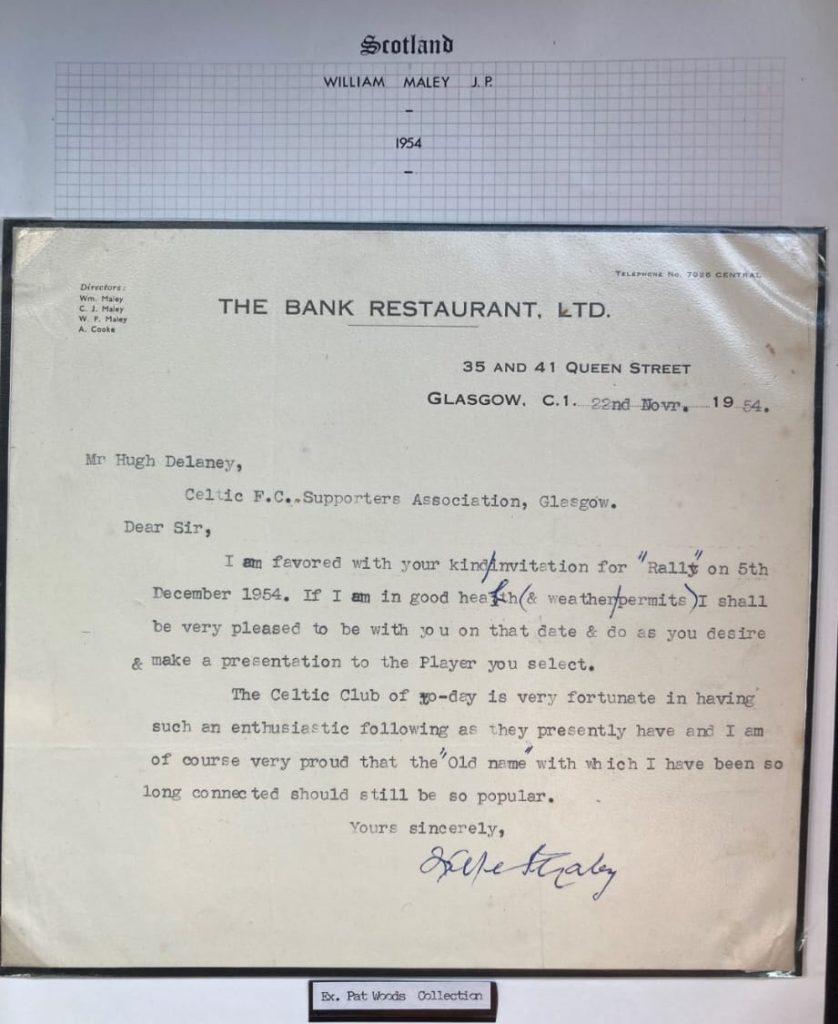 Scotland
WILLIAM MALEY J.P.
-
1954
-
TELEPHONE No. 7026 CENTRAL
Directors:
Wm. Maley
C. J. Maley
W. F. Maley
A. Cooke
THE BANK RESTAURANT, LTD.
35 AND 41 QUEEN STREET
GLASGOW, C.1. 22nd Novr. 19 54.
Mr Hugh Delaney,
Celtic F.C. Supporters Association, Glasgow.
Dear Sir,
I am favored with your kind/invitation for "Rally" on 5th
December 1954. If I am in good health (& weather/permits) I shall
be very pleased to be with you on that date & do as you desire
& make a presentation to the Player you select.
The Celtic Club of to-day is very fortunate in having
such an enthusiastic following as they presently have and I am
of course very proud that the "Old name" with which I have been so
long connected should still be so popular.
Yours sincerely,
Willie Maley
Ex. Pat Woods Collection